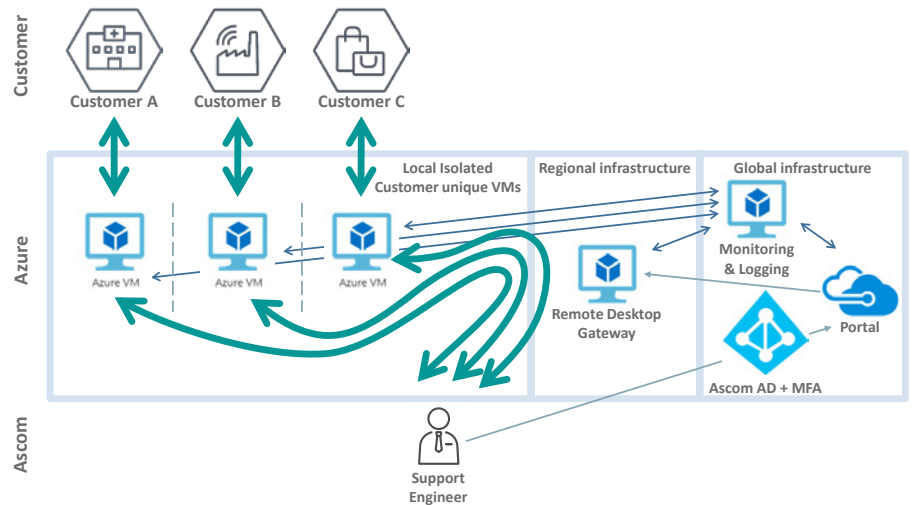 Customer
Customer A
Customer B
Customer C
Azure
Local Isolated
Customer unique VMs
Regional infrastructure
Global infrastructure
Azure VM
Azure VM
Azure VM
Monitoring
& Logging
Remote Desktop
Gateway
Portal
Ascom AD + MFA
Ascom
Support
Engineer